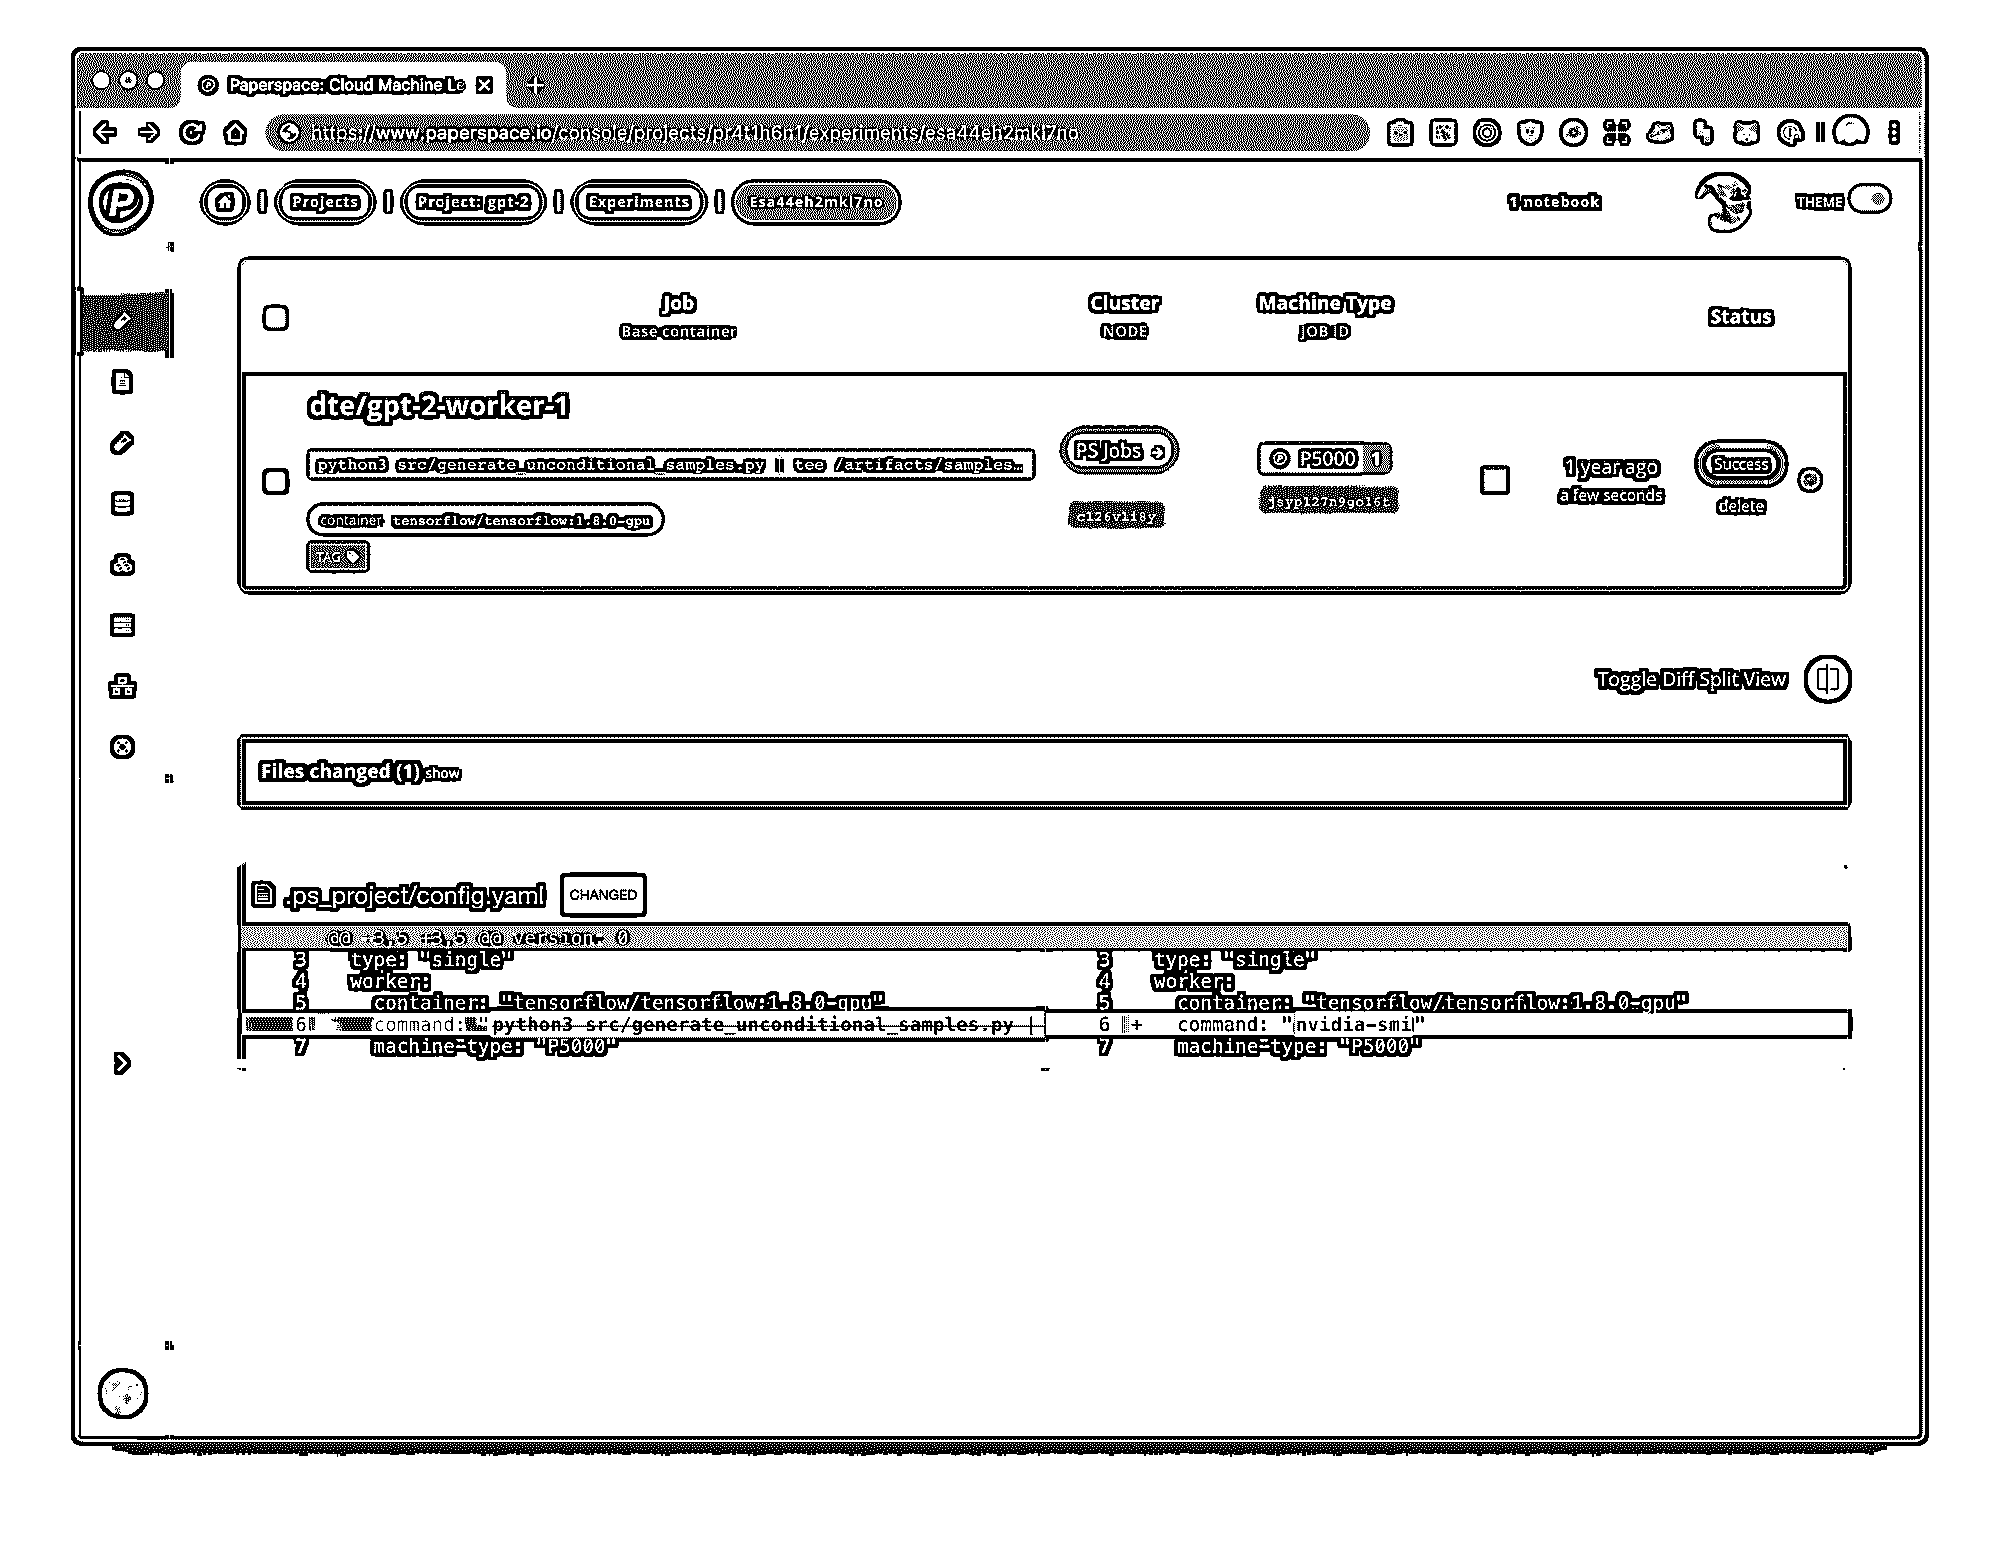 Paperspace: Cloud Machine Le
https://www.paperspace.io/console/projects/pr4t1h6n1/experiments/esa44eh2mkl7no
Projects
Project: gpt-2
Experiments
Esa44eh2mkl7no
1 notebook
THEME
Job
Base container
Cluster
NODE
Machine Type
JOB ID
Status
dte/gpt-2-worker-1
python3 src/generate_unconditional_samples.py || tee /artifacts/samples…
container tensorflow/tensorflow:1.8.0-gpu
TAG
PS Jobs
P5000 1
1 year ago
a few seconds
Success
delete
Toggle Diff Split View
Files changed (1) show
.ps_project/config.yaml CHANGED
@@ -3,5 +3,5 @@ version: 0
3 type: "single" 3 type: "single"
4 worker: 4 worker:
5 container: "tensorflow/tensorflow:1.8.0-gpu" 5 container: "tensorflow/tensorflow:1.8.0-gpu"
6 command: "python3 src/generate_unconditional_samples.py | 6 + command: "nvidia-smi"
7 machine-type: "P5000" 7 machine-type: "P5000"